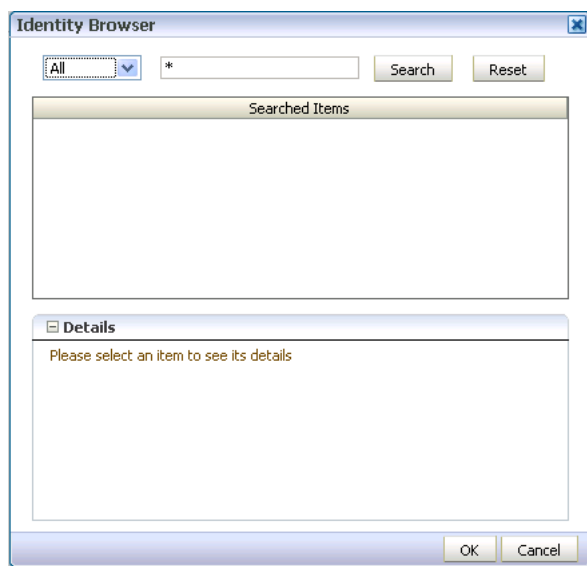 Identity Browser
All * Search Reset
Searched Items
Details
Please select an item to see its details
OK Cancel